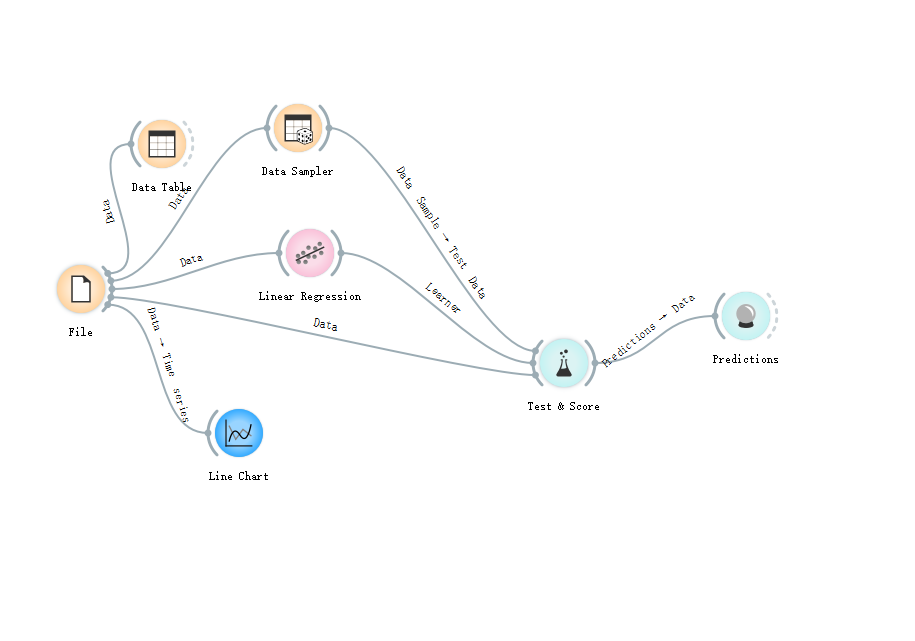 Data Sampler
Data Table
Data
Data
Data Sample → Test Data
Data
Linear Regression
Learner
File
Data → Time series
Data
Predictions → Data
Predictions
Test & Score
Line Chart